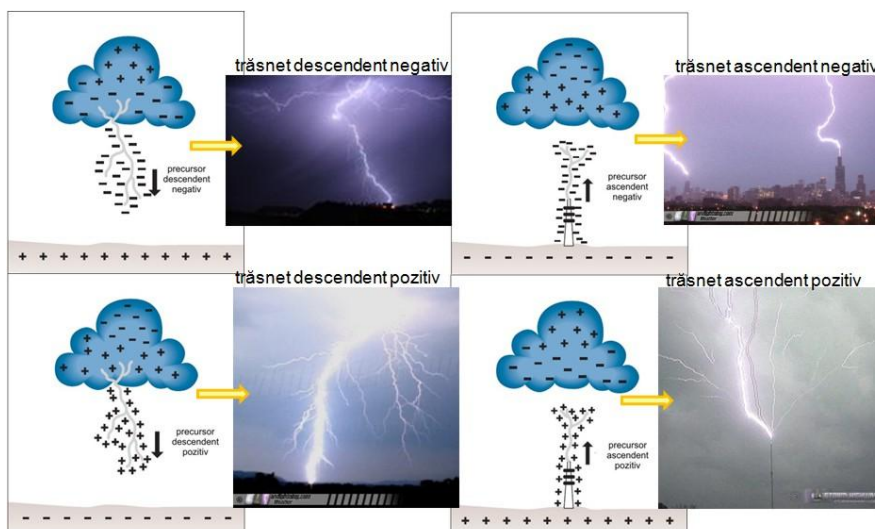 trăsnet descendent negativ
precursor
descendent
negativ
trăsnet ascendent negativ
precursor
ascendent
negativ
trăsnet descendent pozitiv
precursor
descendent
pozitiv
trăsnet ascendent pozitiv
precursor
ascendent
pozitiv